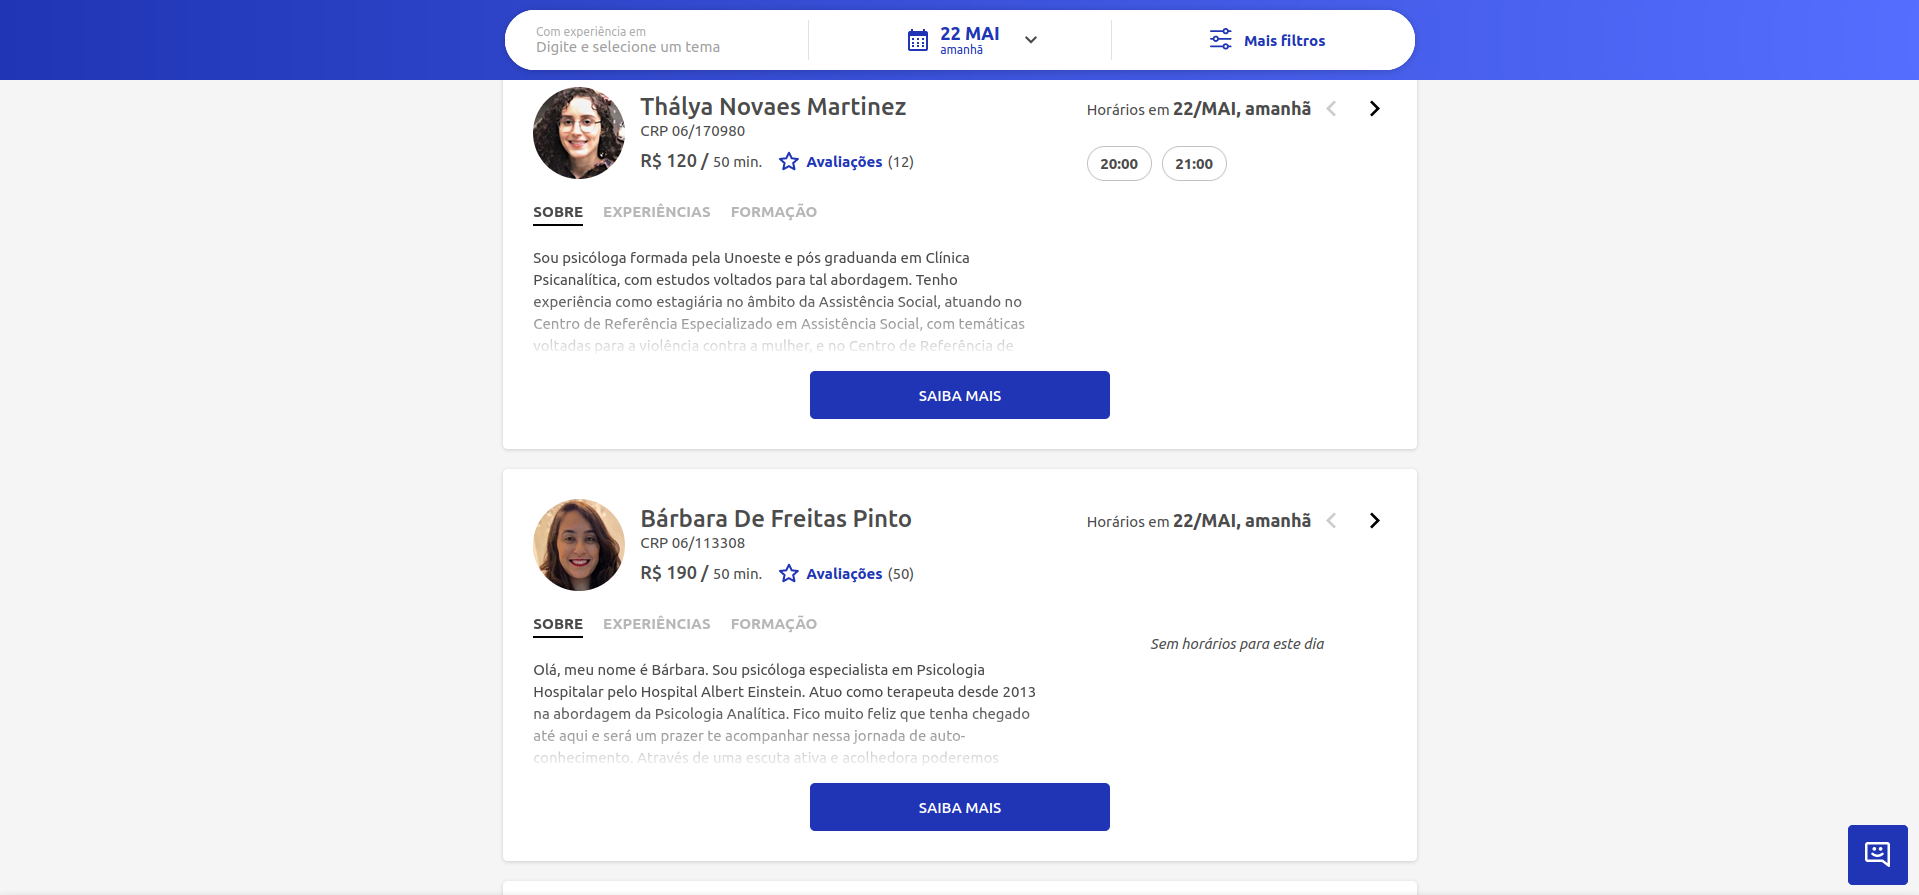 Com experiência em
Digite e selecione um tema
22 MAI
amanhã
Mais filtros
Thálya Novaes Martinez
CRP 06/170980
R$ 120 / 50 min. Avaliações (12)
Horários em 22/MAI, amanhã
20:00 21:00
SOBRE EXPERIÊNCIAS FORMAÇÃO
Sou psicóloga formada pela Unoeste e pós graduanda em Clínica
Psicanalítica, com estudos voltados para tal abordagem. Tenho
experiência como estagiária no âmbito da Assistência Social, atuando no
Centro de Referência Especializado em Assistência Social, com temáticas
voltadas para a violência contra a mulher, e no Centro de Referência de
SAIBA MAIS
Bárbara De Freitas Pinto
CRP 06/113308
R$ 190 / 50 min. Avaliações (50)
Horários em 22/MAI, amanhã
SOBRE EXPERIÊNCIAS FORMAÇÃO
Sem horários para este dia
Olá, meu nome é Bárbara. Sou psicóloga especialista em Psicologia
Hospitalar pelo Hospital Albert Einstein. Atuo como terapeuta desde 2013
na abordagem da Psicologia Analítica. Fico muito feliz que tenha chegado
até aqui e será um prazer te acompanhar nessa jornada de auto-
conhecimento. Através de uma escuta ativa e acolhedora poderemos
SAIBA MAIS